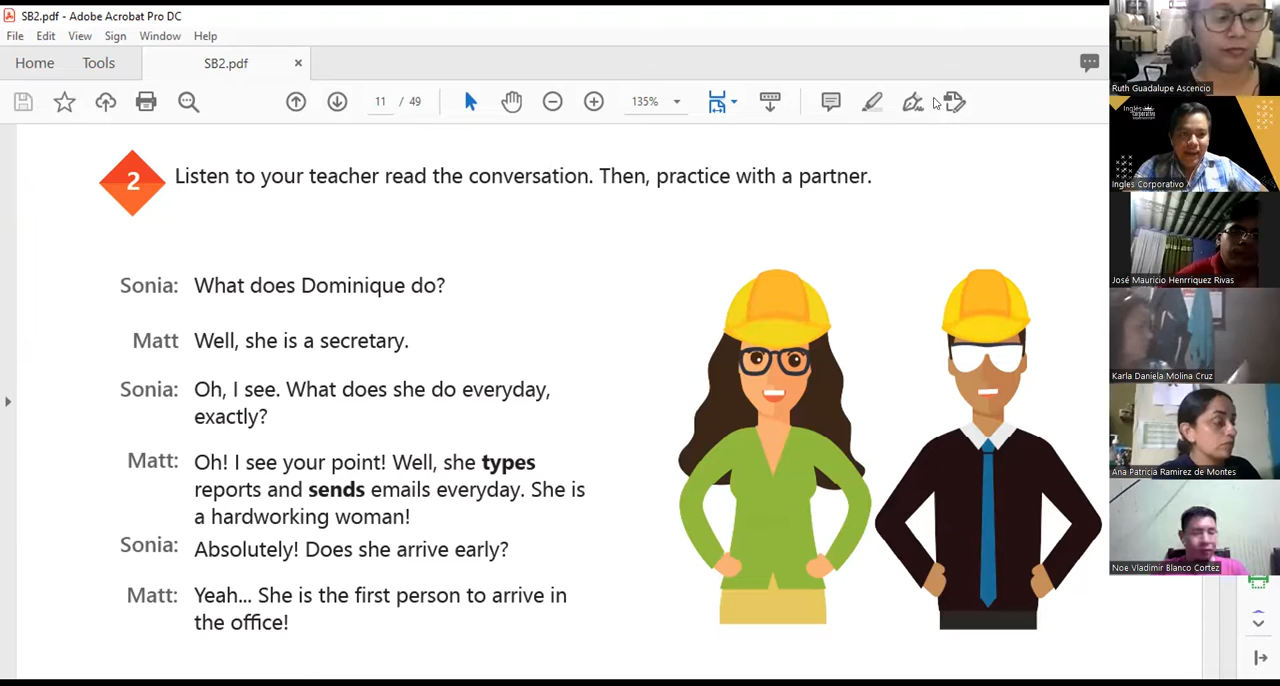 SB2.pdf - Adobe Acrobat Pro DC
File Edit View Sign Window Help
Home Tools SB2.pdf ×
11 / 49 135%
2 Listen to your teacher read the conversation. Then, practice with a partner.
Sonia: What does Dominique do?
Matt Well, she is a secretary.
Sonia: Oh, I see. What does she do everyday,
exactly?
Matt: Oh! I see your point! Well, she types
reports and sends emails everyday. She is
a hardworking woman!
Sonia: Absolutely! Does she arrive early?
Matt: Yeah... She is the first person to arrive in
the office!
Ruth Guadalupe Ascencio
Inglés
Corporativo
Ingles Corporativo X
José Mauricio Henrriquez Rivas
Karla Daniela Molina Cruz
Ana Patricia Ramirez de Montes
Noe Vladimir Blanco Cortez